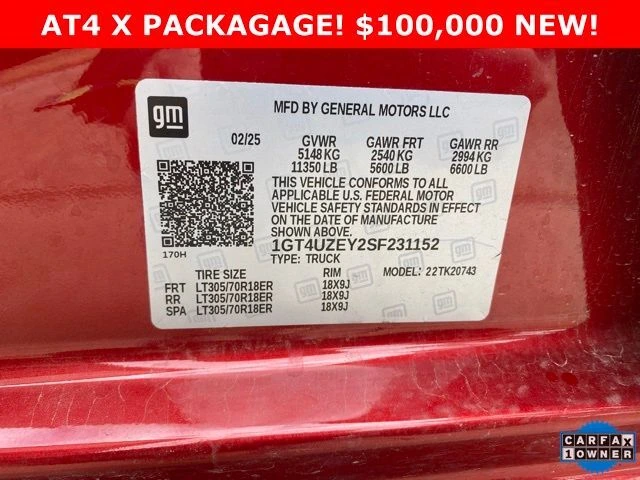 AT4 X PACKAGAGE! $100,000 NEW!
gm
MFD BY GENERAL MOTORS LLC
02/25 GVWR GAWR FRT GAWR RR
5148 KG 2540 KG 2994 KG
11350 LB 5600 LB 6600 LB
THIS VEHICLE CONFORMS TO ALL
APPLICABLE U.S. FEDERAL MOTOR
VEHICLE SAFETY STANDARDS IN EFFECT
ON THE DATE OF MANUFACTURE
SHOWN ABOVE.
170H 1GT4UZEY2SF231152
TYPE: TRUCK MODEL: 22TK20743
TIRE SIZE RIM
FRT LT305/70R18ER 18X9J
RR LT305/70R18ER 18X9J
SPA LT305/70R18ER 18X9J
CARFAX
1 OWNER